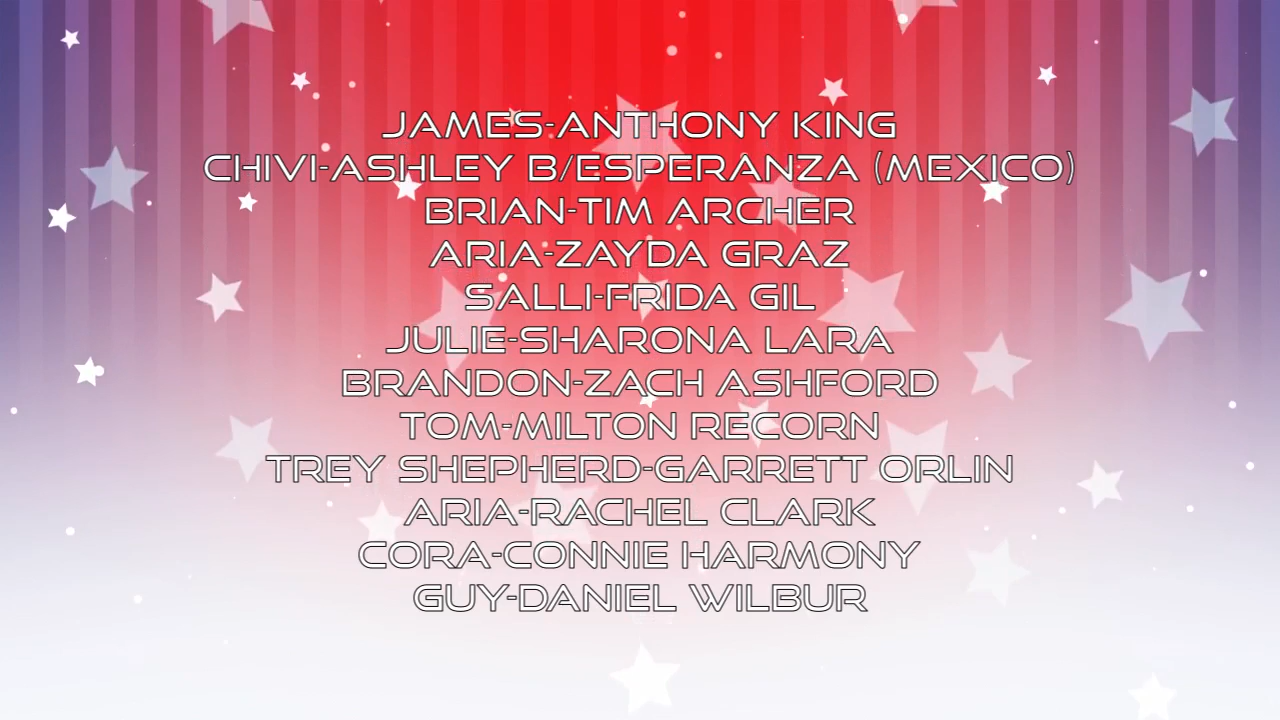 JAMES-ANTHONY KING
CHIVI-ASHLEY B/ESPERANZA (MEXICO)
BRIAN-TIM ARCHER
ARIA-ZAYDA GRAZ
SALLI-FRIDA GIL
JULIE-SHARONA LARA
BRANDON-ZACH ASHFORD
TOM-MILTON RECORN
TREY SHEPHERD-GARRETT ORLIN
ARIA-RACHEL CLARK
CORA-CONNIE HARMONY
GUY-DANIEL WILBUR